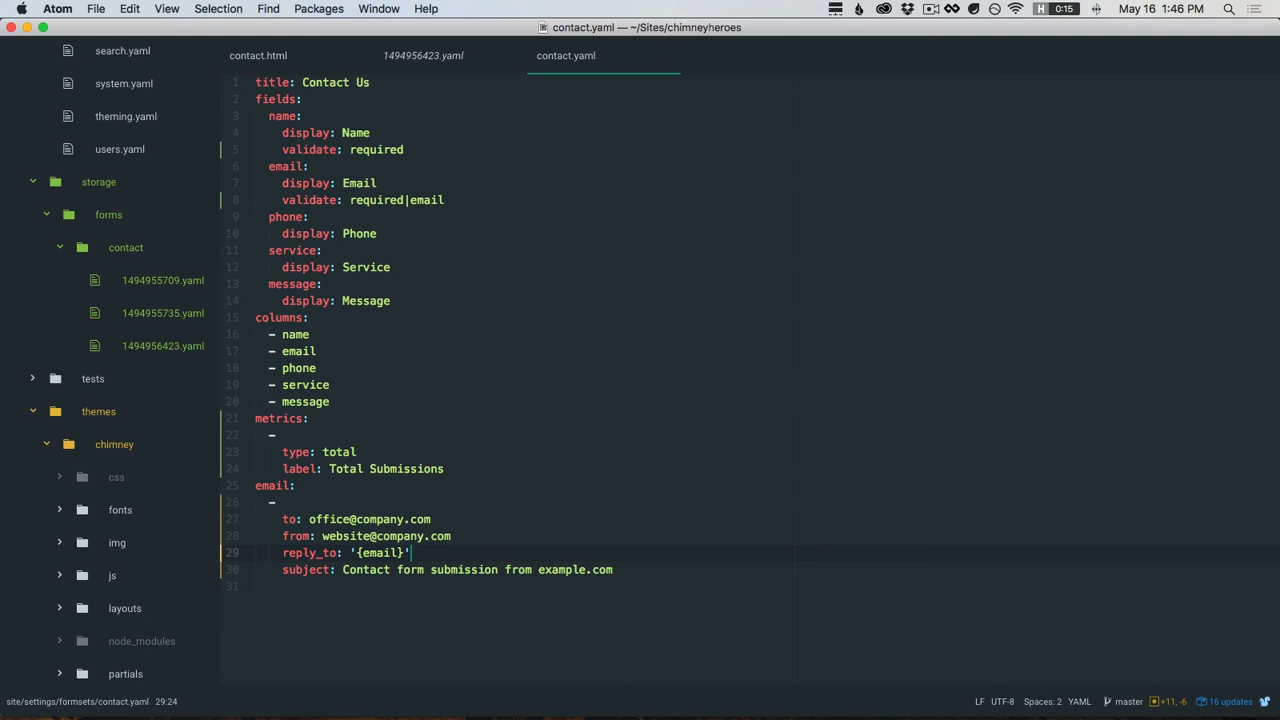 Atom File Edit View Selection Find Packages Window Help H 0:15 May 16 1:46 PM
contact.yaml — ~/Sites/chimneyheroes
search.yaml
system.yaml
theming.yaml
users.yaml
storage
forms
contact
1494955709.yaml
1494955735.yaml
1494956423.yaml
tests
themes
chimney
css
fonts
img
js
layouts
node_modules
partials
contact.html 1494956423.yaml contact.yaml
1 title: Contact Us
2 fields:
3 name:
4 display: Name
5 validate: required
6 email:
7 display: Email
8 validate: required|email
9 phone:
10 display: Phone
11 service:
12 display: Service
13 message:
14 display: Message
15 columns:
16 - name
17 - email
18 - phone
19 - service
20 - message
21 metrics:
22 -
23 type: total
24 label: Total Submissions
25 email:
26 -
27 to: office@company.com
28 from: website@company.com
29 reply_to: '{email}'
30 subject: Contact form submission from example.com
31
site/settings/formsets/contact.yaml 29:24 LF UTF-8 Spaces: 2 YAML master +11, -6 16 updates